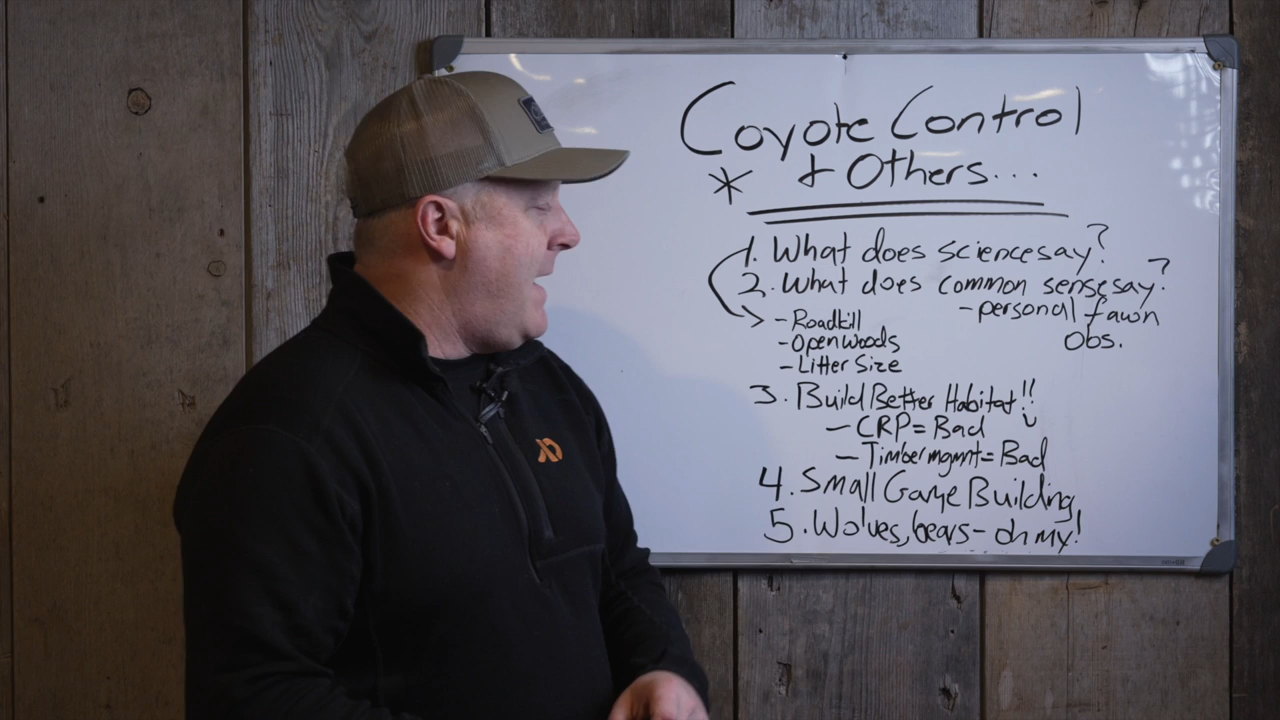 Coyote Control
* + Others...
1. What does science say?
2. What does common sense say?
- personal fawn
obs.
- Roadkill
- Open woods
- Litter Size
3. Build Better Habitat!!
- CRP = Bad
- Timber mgmt = Bad
4. Small Game Building
5. Wolves, bears - oh my!